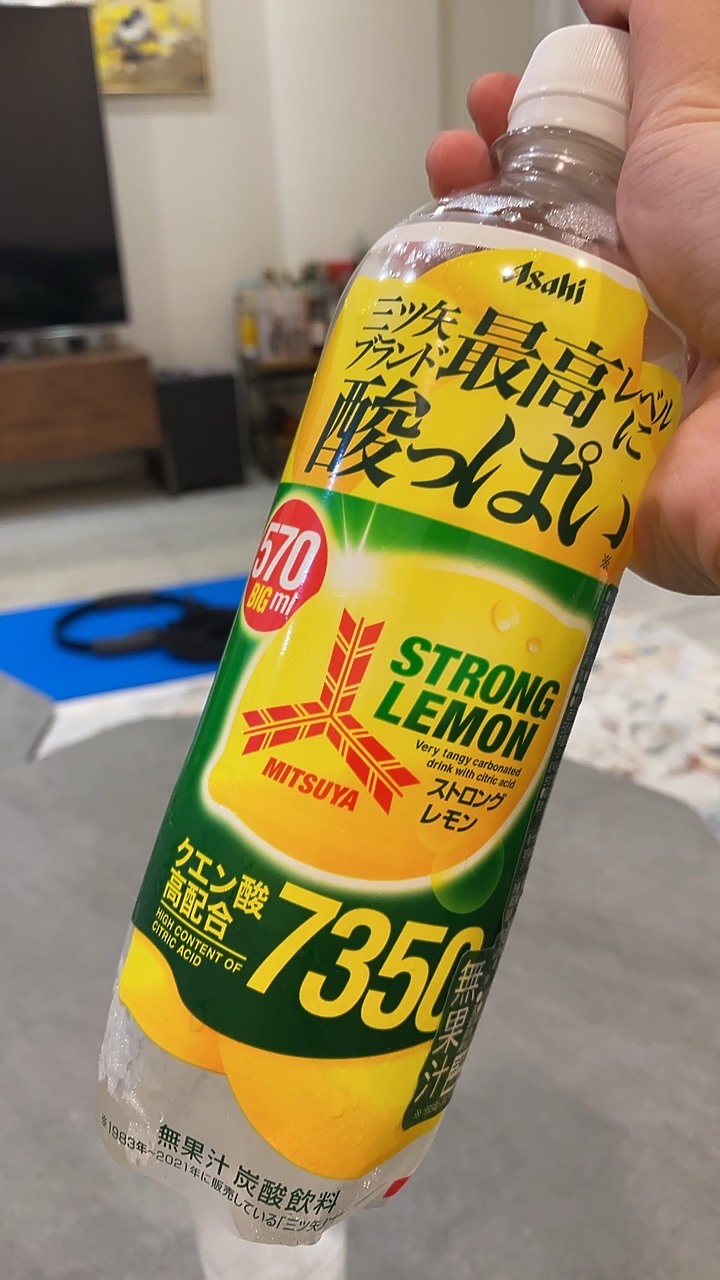 Asahi
三ツ矢
ブランド
最高レベルに
酸っぱい
※
570
BIG ml
STRONG
LEMON
Very tangy carbonated
drink with citric acid
ストロング
レモン
MITSUYA
クエン酸
高配合
HIGH CONTENT OF
CITRIC ACID
7350
無果汁
無果汁 炭酸飲料
※1983年~2021年に販売している「三ツ矢」